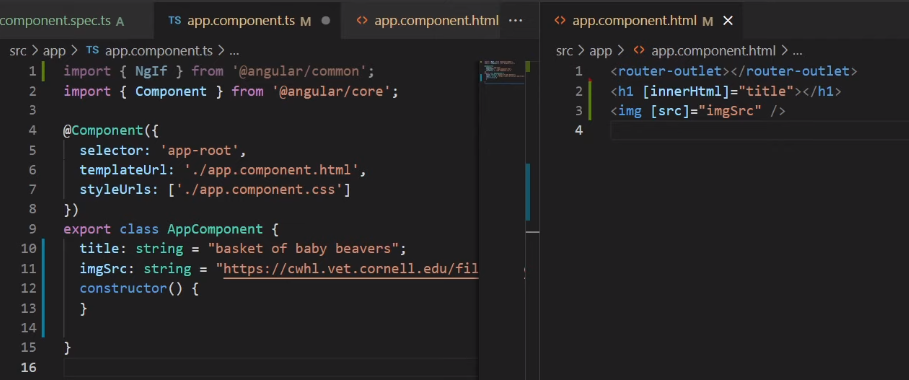 component.spec.ts A
TS app.component.ts M
<> app.component.html
...
src > app > TS app.component.ts > ...
1 import { NgIf } from '@angular/common';
2 import { Component } from '@angular/core';
3
4 @Component({
5 selector: 'app-root',
6 templateUrl: './app.component.html',
7 styleUrls: ['./app.component.css']
8 })
9 export class AppComponent {
10 title: string = "basket of baby beavers";
11 imgSrc: string = "https://cwhl.vet.cornell.edu/fil
12 constructor() {
13 }
14
15 }
16
<> app.component.html M ×
src > app > <> app.component.html > ...
1 <router-outlet></router-outlet>
2 <h1 [innerHtml]="title"></h1>
3 <img [src]="imgSrc" />
4